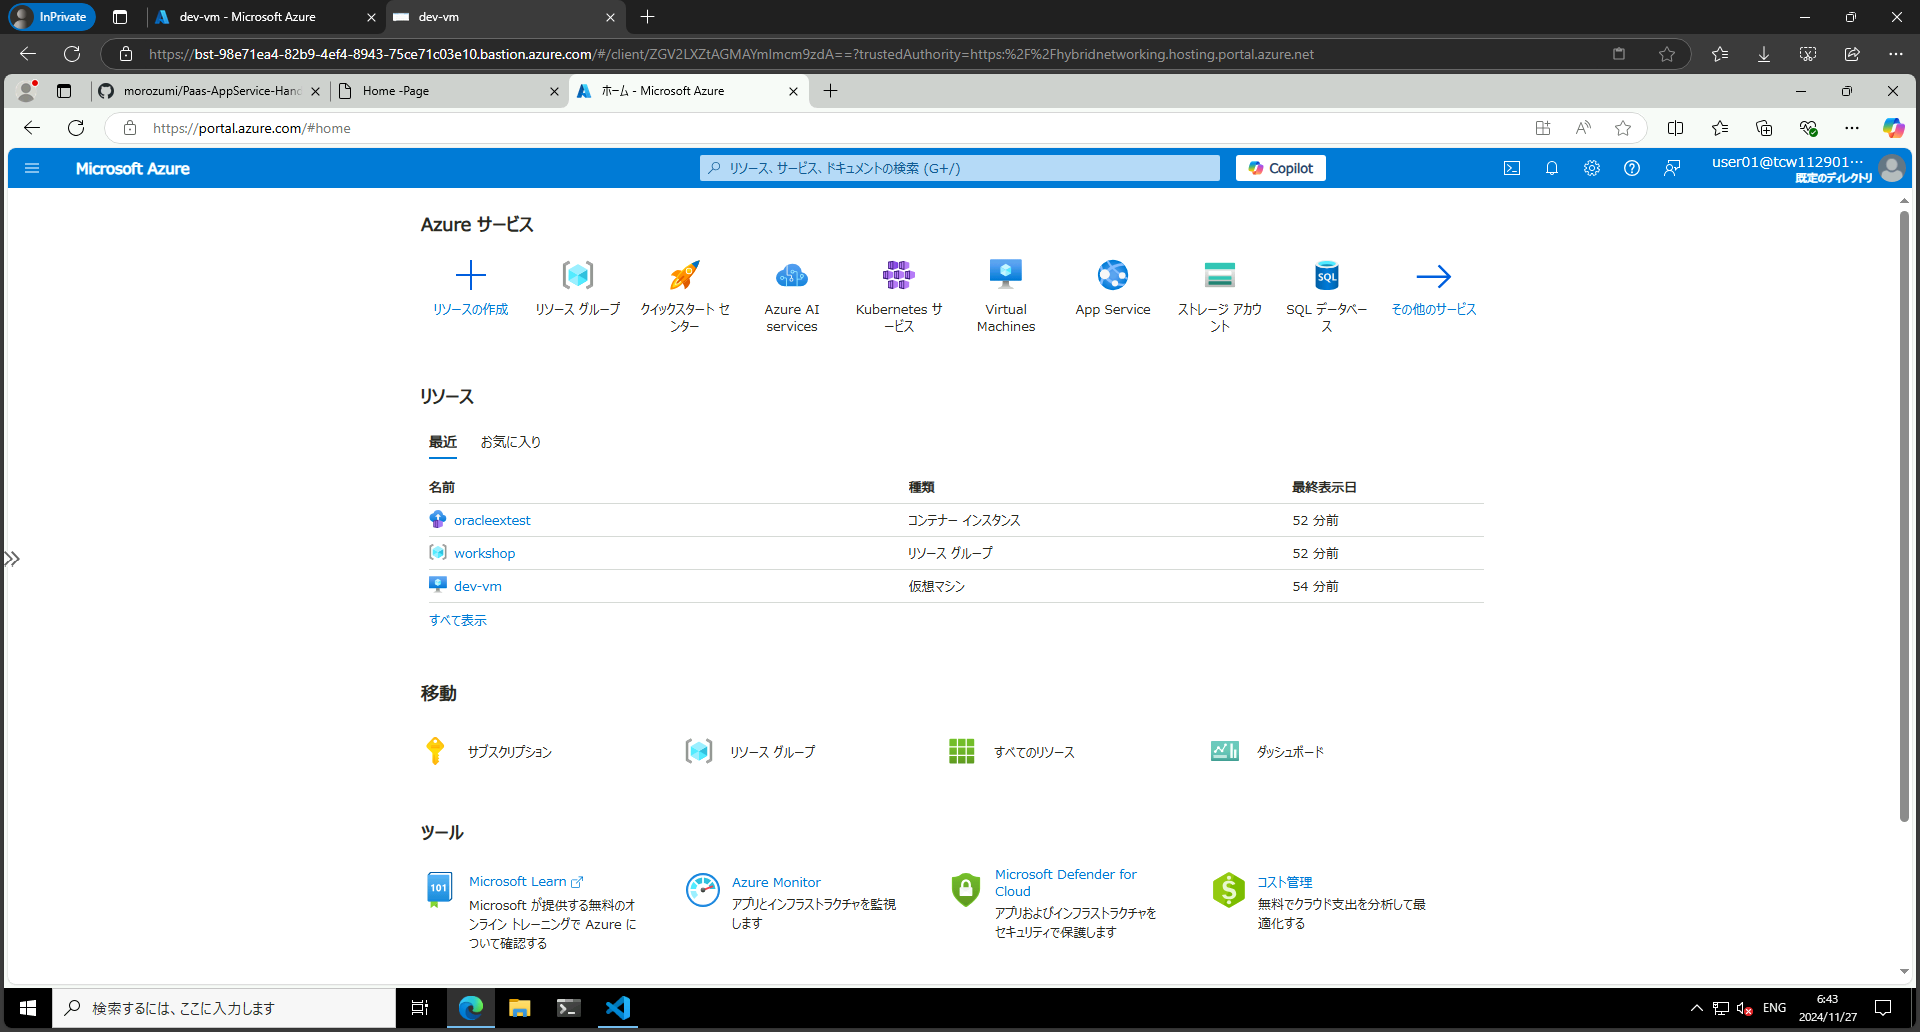 InPrivate
dev-vm - Microsoft Azure
dev-vm
https://bst-98e71ea4-82b9-4ef4-8943-75ce71c03e10.bastion.azure.com/#/client/ZGV2LXZtAGMAYmlmcm9zdA==?trustedAuthority=https:%2F%2Fhybridnetworking.hosting.portal.azure.net
morozumi/Paas-AppService-Hand
Home -Page
ホーム - Microsoft Azure
https://portal.azure.com/#home
Microsoft Azure
リソース、サービス、ドキュメントの検索 (G+/)
Copilot
user01@tcw112901…
既定のディレクトリ
Azure サービス
リソースの作成
リソース グループ
クイックスタート センター
Azure AI services
Kubernetes サービス
Virtual Machines
App Service
ストレージ アカウント
SQL
SQL データベース
その他のサービス
リソース
最近
お気に入り
名前 種類 最終表示日
oracleextest コンテナー インスタンス 52 分前
workshop リソース グループ 52 分前
dev-vm 仮想マシン 54 分前
すべて表示
移動
サブスクリプション
リソース グループ
すべてのリソース
ダッシュボード
ツール
101
Microsoft Learn
Microsoft が提供する無料のオ
ンライン トレーニングで Azure に
ついて確認する
Azure Monitor
アプリとインフラストラクチャを監視
します
Microsoft Defender for
Cloud
アプリおよびインフラストラクチャを
セキュリティで保護します
コスト管理
無料でクラウド支出を分析して最
適化する
検索するには、ここに入力します
ENG
6:43
2024/11/27